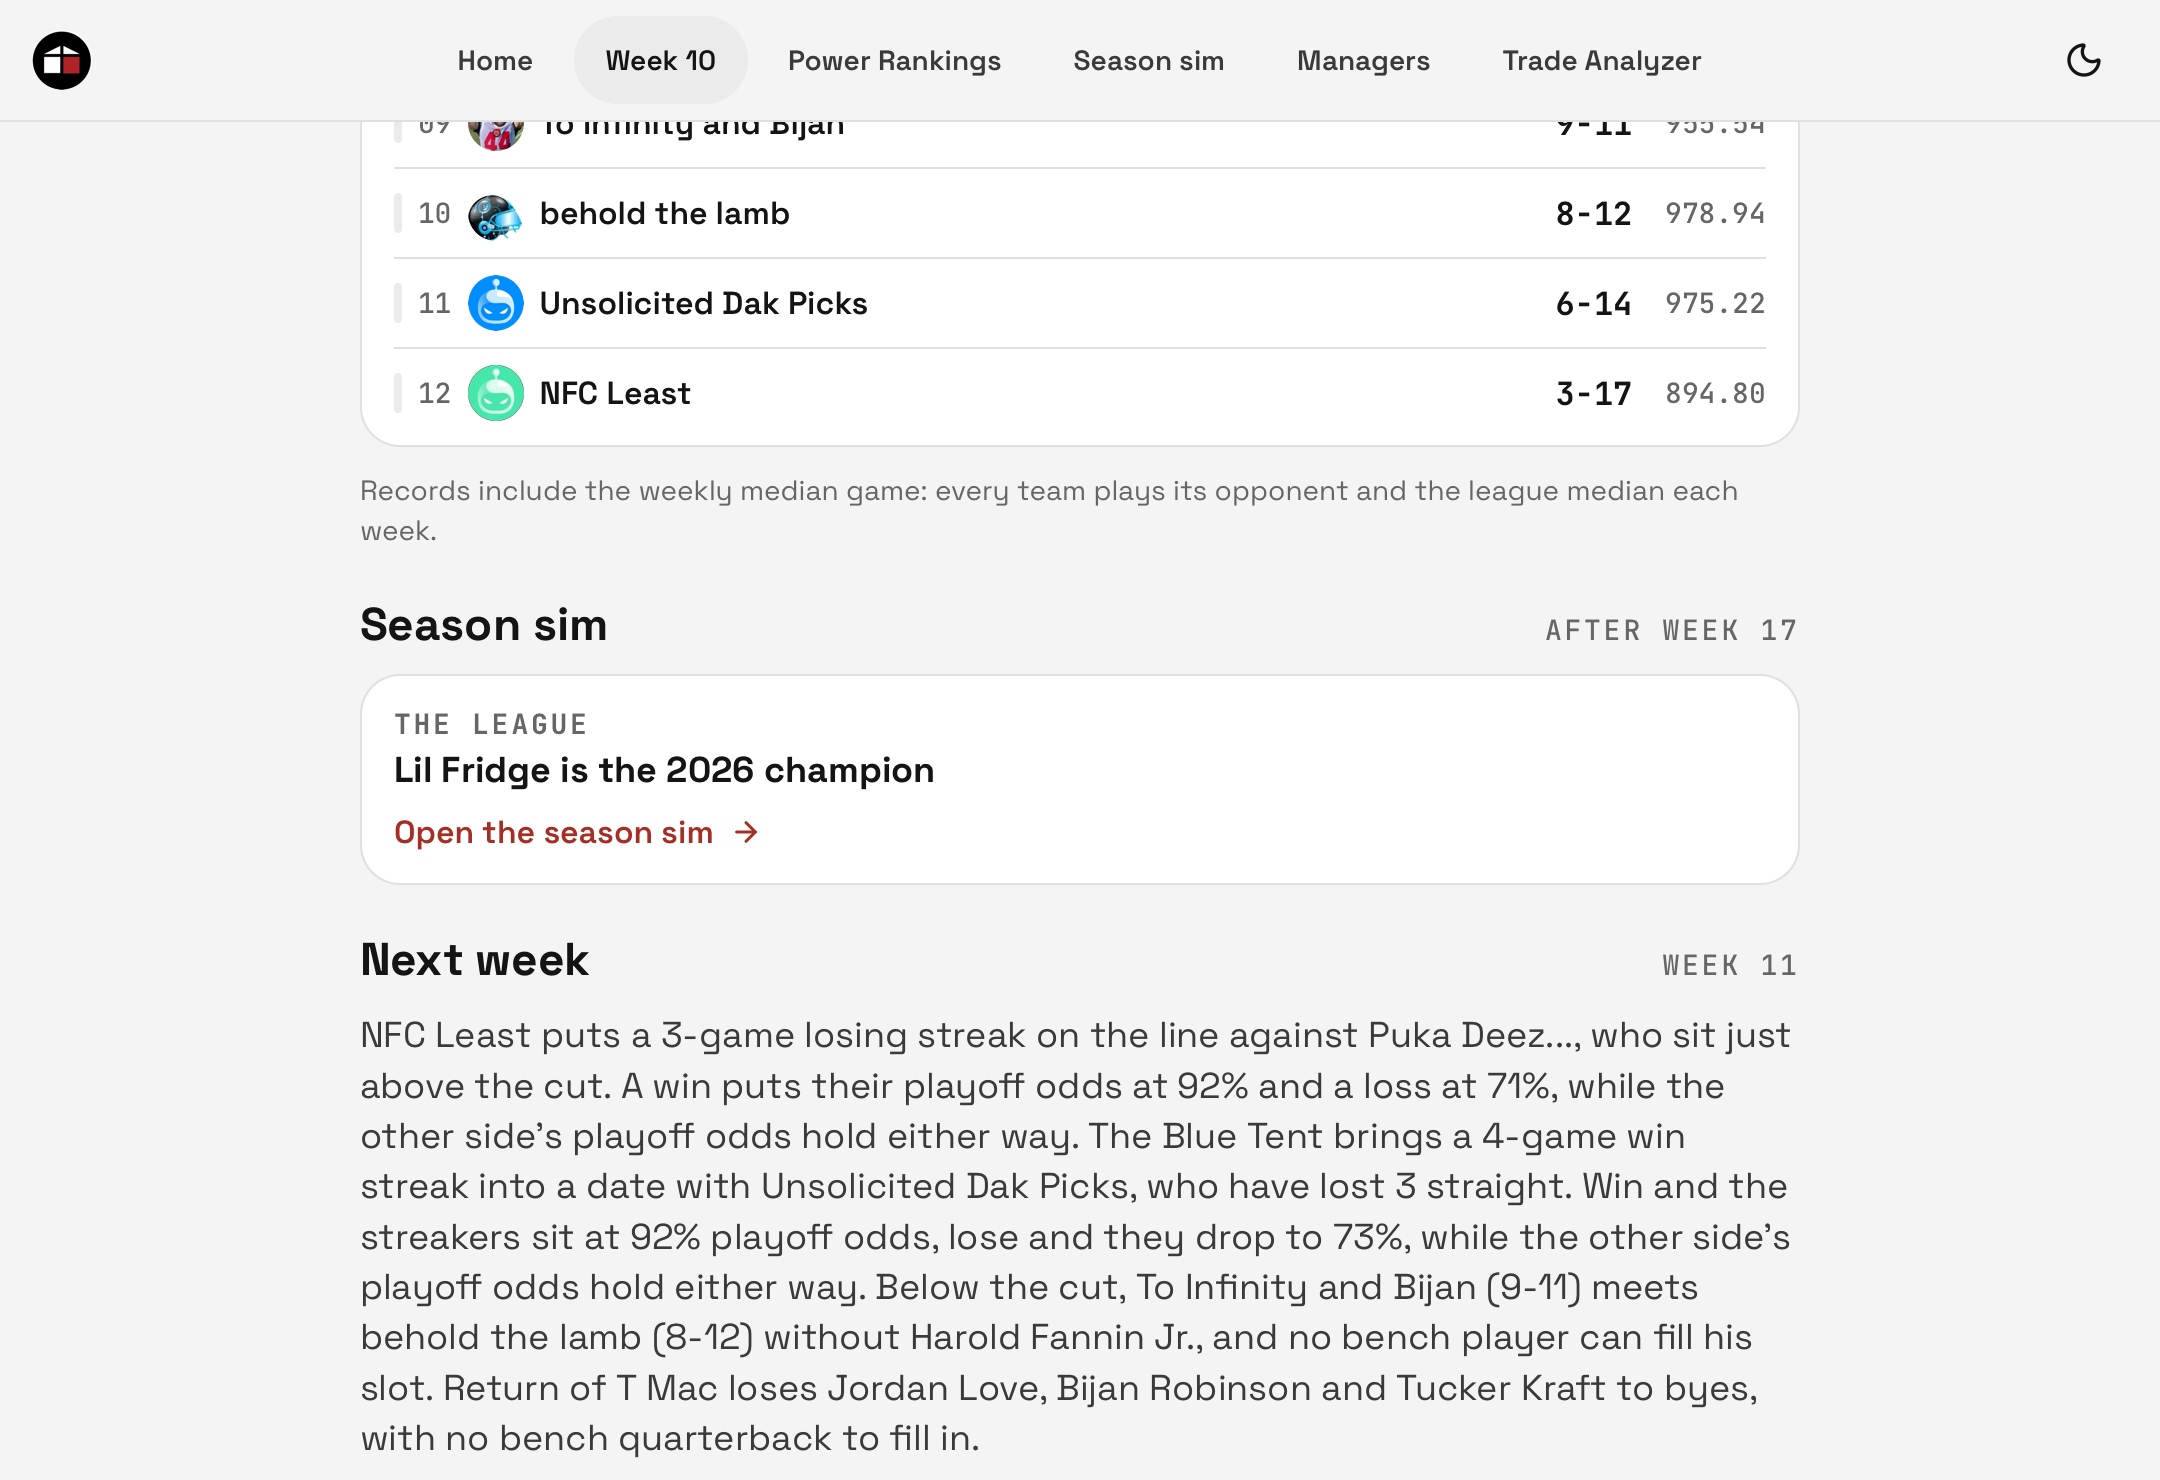 Home Week 10 Power Rankings Season sim Managers Trade Analyzer
09 To Infinity and Bijan 9-11 955.54
10 behold the lamb 8-12 978.94
11 Unsolicited Dak Picks 6-14 975.22
12 NFC Least 3-17 894.80
Records include the weekly median game: every team plays its opponent and the league median each
week.
Season sim AFTER WEEK 17
THE LEAGUE
Lil Fridge is the 2026 champion
Open the season sim →
Next week WEEK 11
NFC Least puts a 3-game losing streak on the line against Puka Deez..., who sit just
above the cut. A win puts their playoff odds at 92% and a loss at 71%, while the
other side’s playoff odds hold either way. The Blue Tent brings a 4-game win
streak into a date with Unsolicited Dak Picks, who have lost 3 straight. Win and the
streakers sit at 92% playoff odds, lose and they drop to 73%, while the other side’s
playoff odds hold either way. Below the cut, To Infinity and Bijan (9-11) meets
behold the lamb (8-12) without Harold Fannin Jr., and no bench player can fill his
slot. Return of T Mac loses Jordan Love, Bijan Robinson and Tucker Kraft to byes,
with no bench quarterback to fill in.